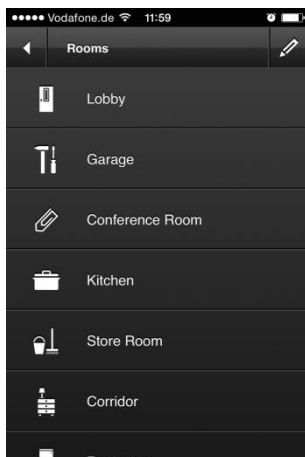 Vodafone.de 11:59
Rooms
Lobby
Garage
Conference Room
Kitchen
Store Room
Corridor